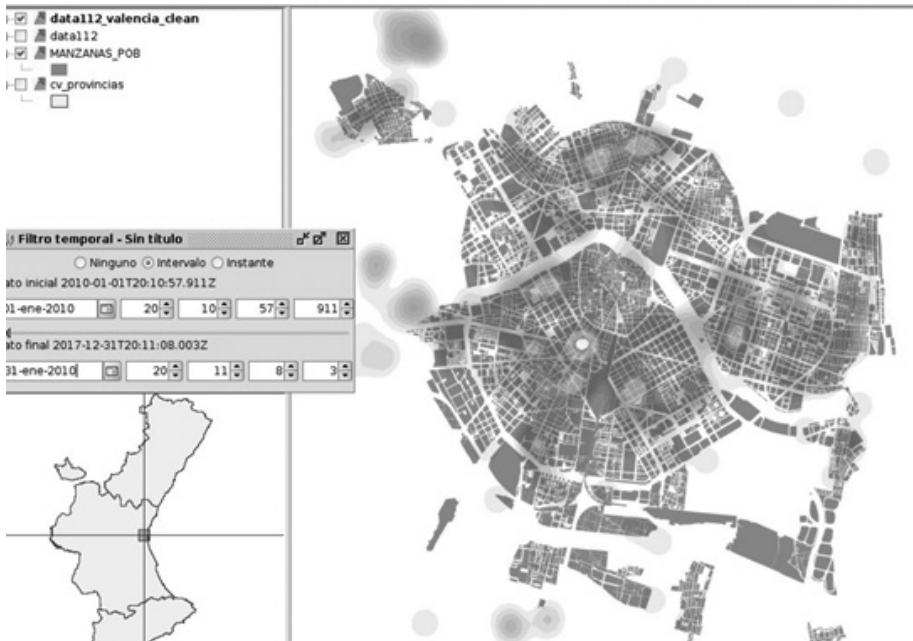 data112_valencia_clean
data112
MANZANAS_POB
cv_provincias
Filtro temporal - Sin título
Ninguno Intervalo Instante
ato inicial 2010-01-01T20:10:57.911Z
01-ene-2010 20 10 57 911
ato final 2017-12-31T20:11:08.003Z
31-ene-2010 20 11 8 3